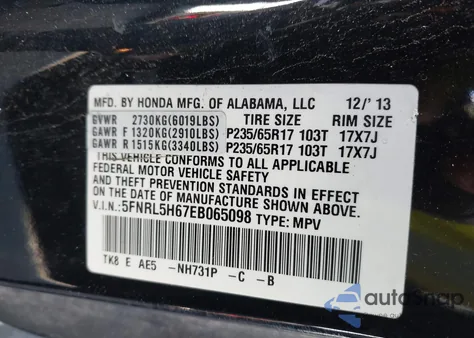 MFD. BY HONDA MFG. OF ALABAMA, LLC 12/'13
GVWR 2730KG(6019LBS) TIRE SIZE RIM SIZE
GAWR F 1320KG(2910LBS) P235/65R17 103T 17X7J
GAWR R 1515KG(3340LBS) P235/65R17 103T 17X7J
THIS VEHICLE CONFORMS TO ALL APPLICABLE
FEDERAL MOTOR VEHICLE SAFETY
AND THEFT PREVENTION STANDARDS IN EFFECT
ON THE DATE OF MANUFACTURE SHOWN ABOVE.
V.I.N.:5FNRL5H67EB065098 TYPE: MPV
TK8 E AE5 -NH731P -C -B
autosnap